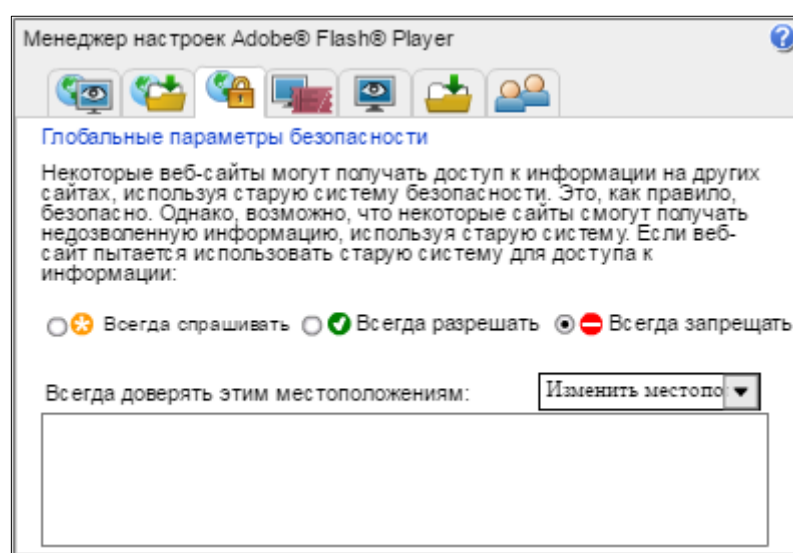 Менеджер настроек Adobe® Flash® Player
?
Глобальные параметры безопасности
Некоторые веб-сайты могут получать доступ к информации на других
сайтах, используя старую систему безопасности. Это, как правило,
безопасно. Однако, возможно, что некоторые сайты смогут получать
недозволенную информацию, используя старую систему. Если веб-
сайт пытается использовать старую систему для доступа к
информации:
Всегда спрашивать Всегда разрешать Всегда запрещать
Всегда доверять этим местоположениям: Изменить местопо